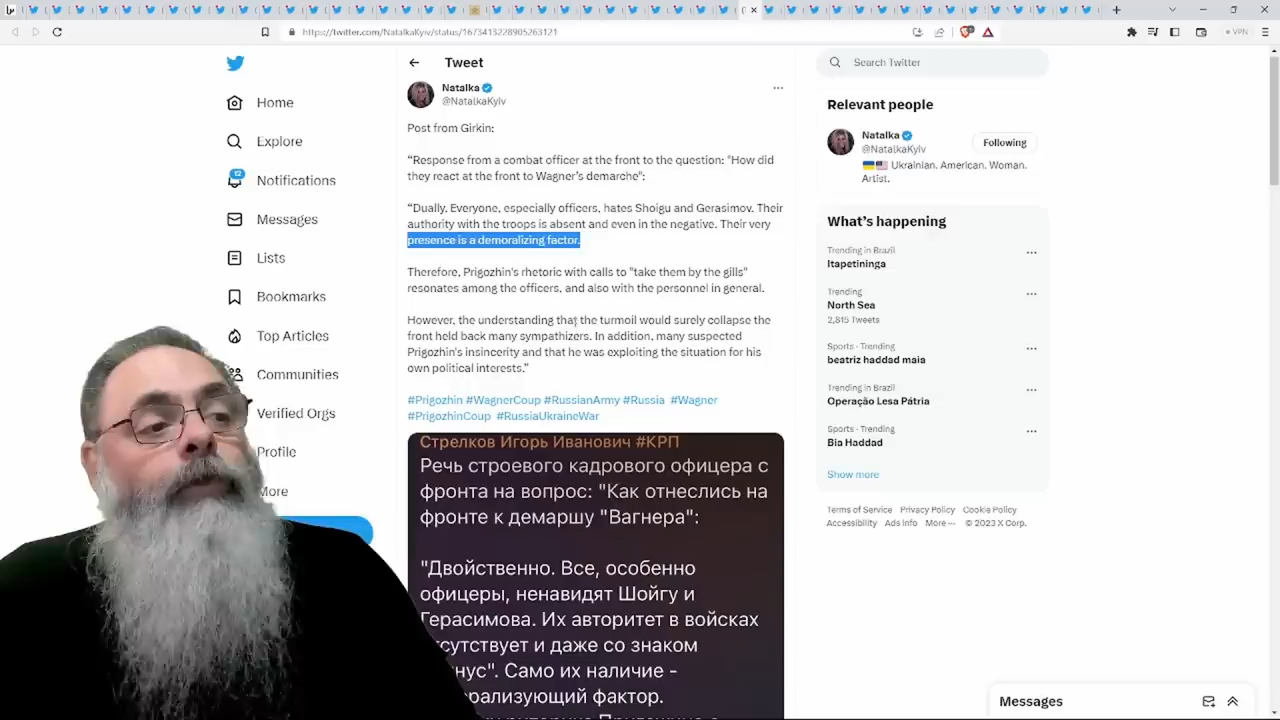 https://twitter.com/NatalkaKyiv/status/1673413228905263121
VPN
Home
Explore
12
Notifications
Messages
Lists
Bookmarks
Top Articles
Communities
Verified Orgs
Profile
More
Tweet
Natalka
@NatalkaKyiv
Post from Girkin:
“Response from a combat officer at the front to the question: "How did
they react at the front to Wagner’s demarche":
“Dually. Everyone, especially officers, hates Shoigu and Gerasimov. Their
authority with the troops is absent and even in the negative. Their very
presence is a demoralizing factor.
Therefore, Prigozhin's rhetoric with calls to "take them by the gills"
resonates among the officers, and also with the personnel in general.
However, the understanding that the turmoil would surely collapse the
front held back many sympathizers. In addition, many suspected
Prigozhin's insincerity and that he was exploiting the situation for his
own political interests.”
#Prigozhin #WagnerCoup #RussianArmy #Russia #Wagner
#PrigozhinCoup #RussiaUkraineWar
Стрелков Игорь Иванович #КРП
Речь строевого кадрового офицера с
фронта на вопрос: "Как отнеслись на
фронте к демаршу "Вагнера":
"Двойственно. Все, особенно
офицеры, ненавидят Шойгу и
Герасимова. Их авторитет в войсках
и даже со знаком
Само их наличие -
фактор.
Search Twitter
Relevant people
Natalka
@NatalkaKyiv
Following
Ukrainian. American. Woman.
Artist.
What’s happening
Trending in Brazil
Itapetininga
Trending
North Sea
2,815 Tweets
Sports · Trending
beatriz haddad maia
Trending in Brazil
Operação Lesa Pátria
Sports · Trending
Bia Haddad
Show more
Terms of Service Privacy Policy Cookie Policy
Accessibility Ads info More ··· © 2023 X Corp.
Messages